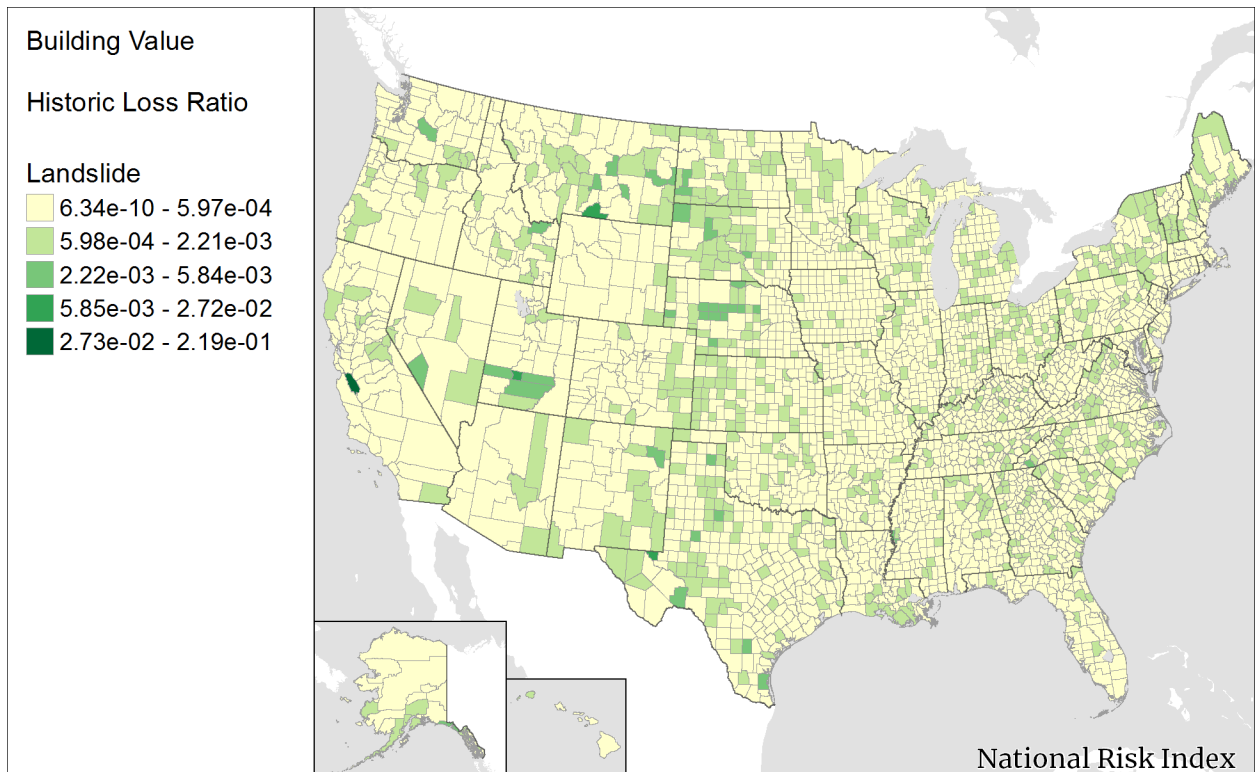 Building Value
Historic Loss Ratio
Landslide
6.34e-10 - 5.97e-04
5.98e-04 - 2.21e-03
2.22e-03 - 5.84e-03
5.85e-03 - 2.72e-02
2.73e-02 - 2.19e-01
National Risk Index